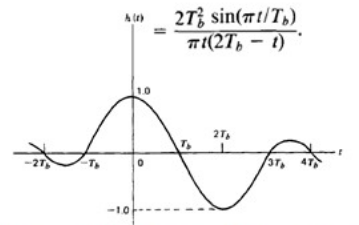 h(t) = 2T_b^2 sin(πt/T_b) / πt(2T_b − t).
1.0
−2T_b −T_b 0 T_b 2T_b 3T_b 4T_b t
−1.0